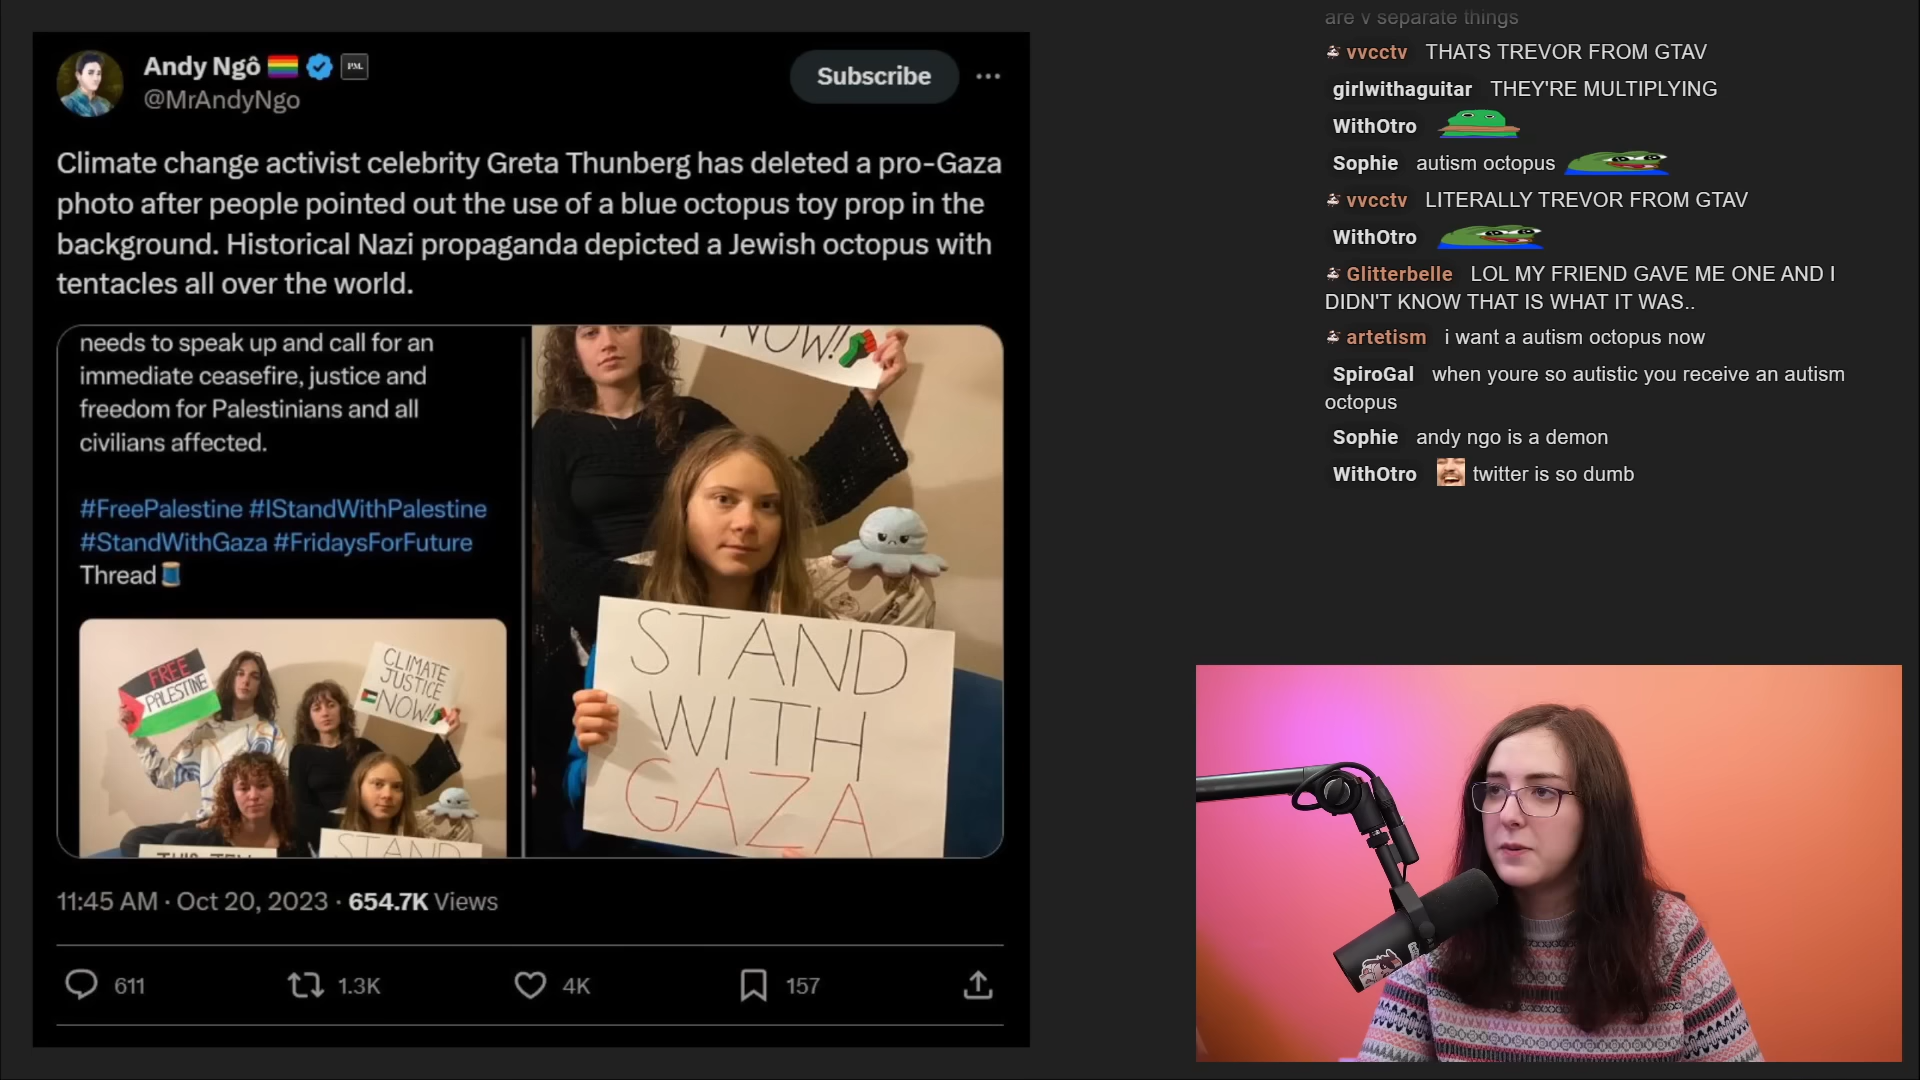 Andy Ngô
@MrAndyNgo
Subscribe
Climate change activist celebrity Greta Thunberg has deleted a pro-Gaza
photo after people pointed out the use of a blue octopus toy prop in the
background. Historical Nazi propaganda depicted a Jewish octopus with
tentacles all over the world.
needs to speak up and call for an
immediate ceasefire, justice and
freedom for Palestinians and all
civilians affected.
#FreePalestine #IStandWithPalestine
#StandWithGaza #FridaysForFuture
Thread
FREE
PALESTINE
CLIMATE
JUSTICE
NOW!!
STAND
NOW!!
STAND
WITH
GAZA
11:45 AM · Oct 20, 2023 · 654.7K Views
611
1.3K
4K
157
are v separate things
vvcctv THATS TREVOR FROM GTAV
girlwithaguitar THEY'RE MULTIPLYING
WithOtro
Sophie autism octopus
vvcctv LITERALLY TREVOR FROM GTAV
WithOtro
Glitterbelle LOL MY FRIEND GAVE ME ONE AND I
DIDN'T KNOW THAT IS WHAT IT WAS..
artetism i want a autism octopus now
SpiroGal when youre so autistic you receive an autism
octopus
Sophie andy ngo is a demon
WithOtro twitter is so dumb